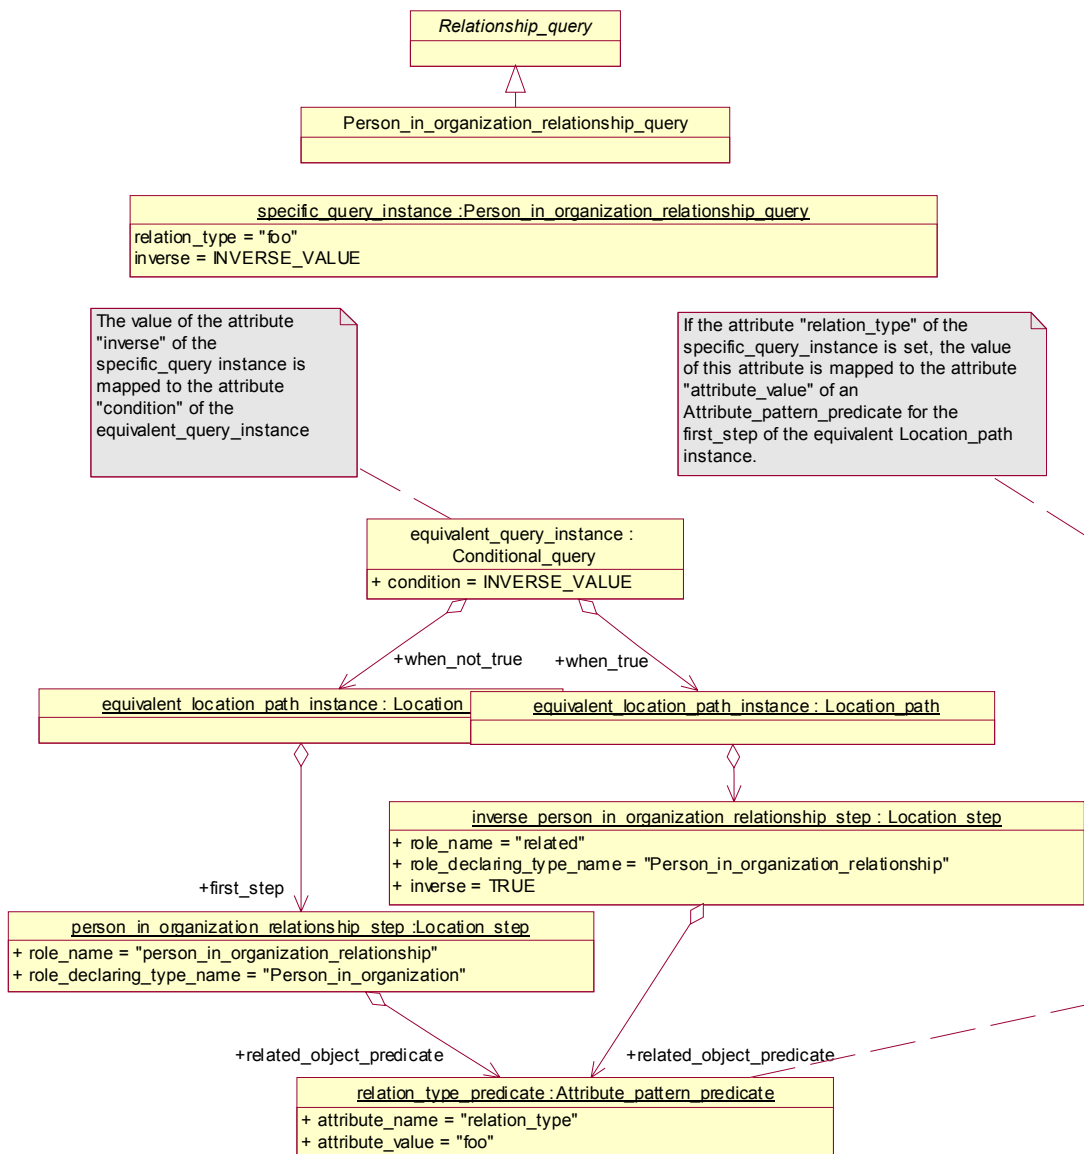 Relationship_query
Person_in_organization_relationship_query
specific_query_instance :Person_in_organization_relationship_query
relation_type = "foo"
inverse = INVERSE_VALUE
The value of the attribute
"inverse" of the
specific_query instance is
mapped to the attribute
"condition" of the
equivalent_query_instance
If the attribute "relation_type" of the
specific_query_instance is set, the value
of this attribute is mapped to the attribute
"attribute_value" of an
Attribute_pattern_predicate for the
first_step of the equivalent Location_path
instance.
equivalent_query_instance :
Conditional_query
+ condition = INVERSE_VALUE
+when_not_true
+when_true
equivalent_location_path_instance : Location_
equivalent_location_path_instance : Location_path
inverse_person_in_organization_relationship_step : Location_step
+ role_name = "related"
+ role_declaring_type_name = "Person_in_organization_relationship"
+ inverse = TRUE
+first_step
person_in_organization_relationship_step :Location_step
+ role_name = "person_in_organization_relationship"
+ role_declaring_type_name = "Person_in_organization"
+related_object_predicate
+related_object_predicate
relation_type_predicate : Attribute_pattern_predicate
+ attribute_name = "relation_type"
+ attribute_value = "foo"